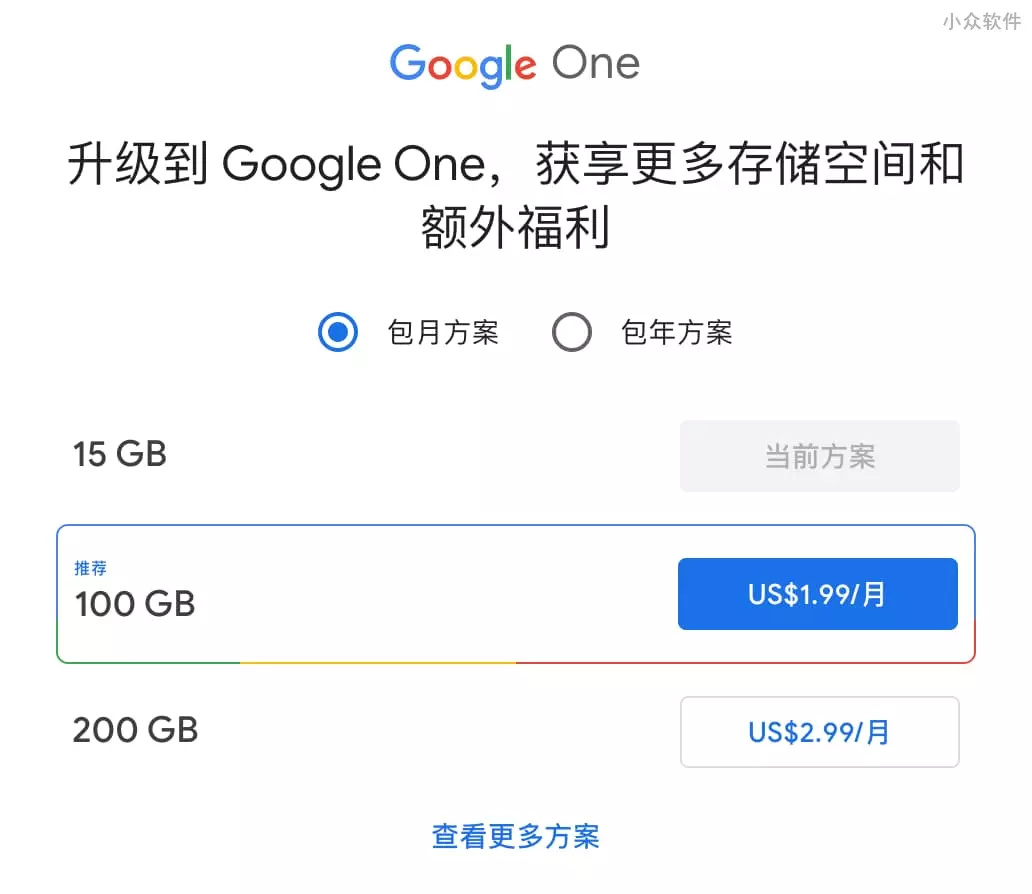 小众软件
Google One
升级到 Google One，获享更多存储空间和
额外福利
包月方案 包年方案
15 GB 当前方案
推荐
100 GB US$1.99/月
200 GB US$2.99/月
查看更多方案